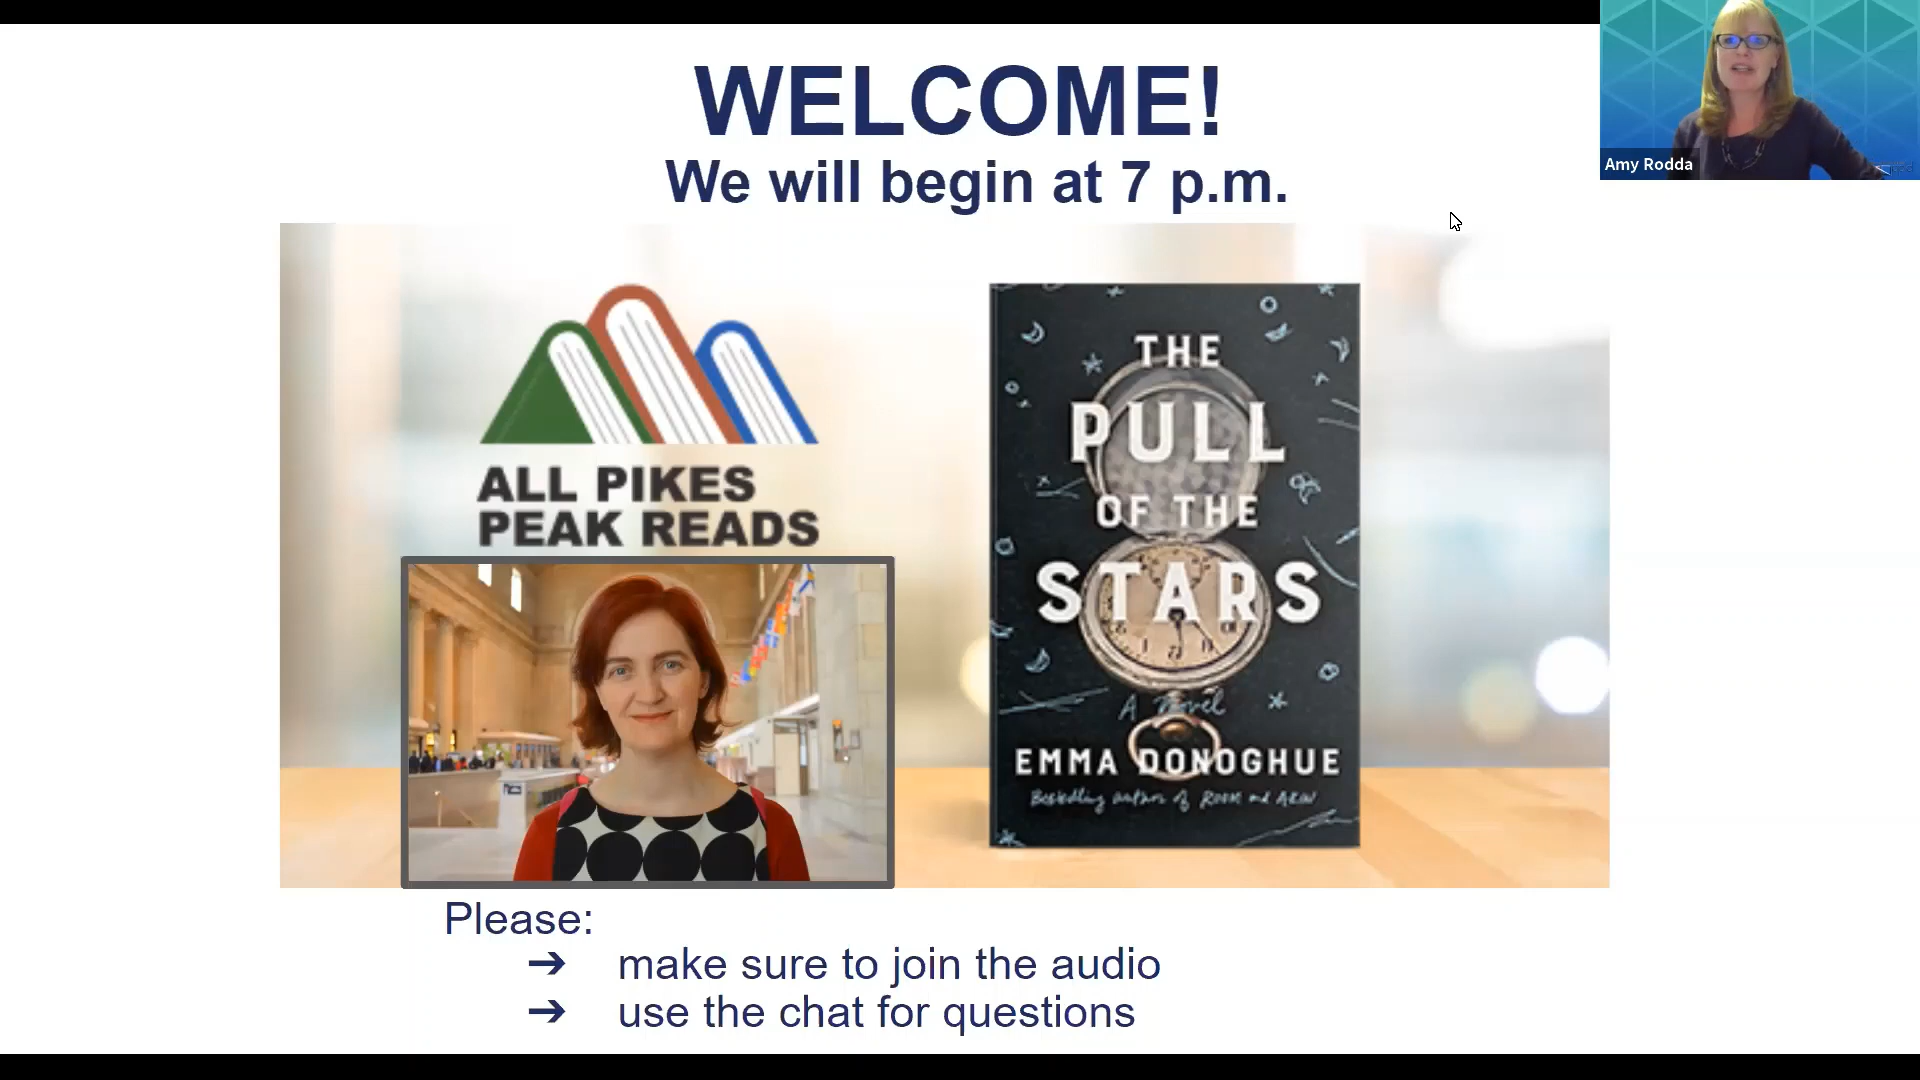 WELCOME!
We will begin at 7 p.m.
Amy Rodda
ALL PIKES
PEAK READS
THE
PULL
OF THE
STARS
A Novel
EMMA DONOGHUE
Bestselling author of ROOM and AKIN
Please:
➔ make sure to join the audio
➔ use the chat for questions